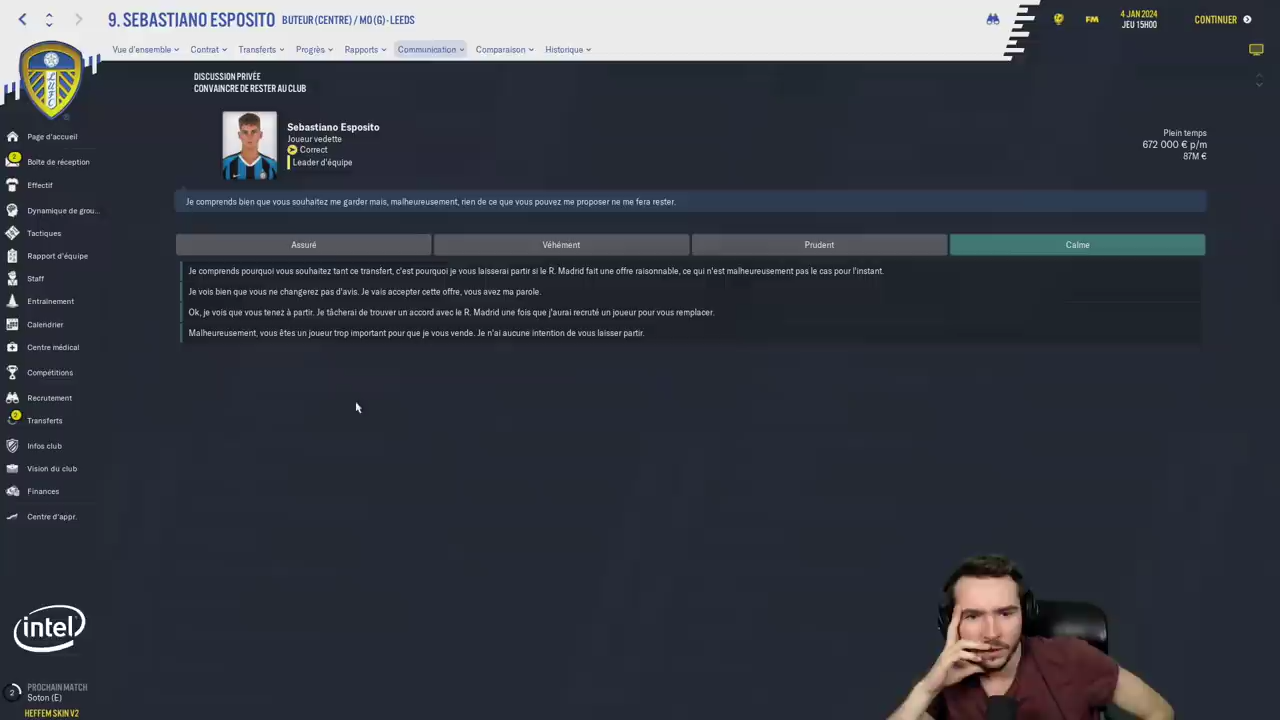 9. SEBASTIANO ESPOSITO BUTEUR (CENTRE) / MO (G) - LEEDS
4 JAN 2024
JEU 15H00
CONTINUER
FM
Vue d'ensemble Contrat Transferts Progrès Rapports Communication Comparaison Historique
DISCUSSION PRIVÉE
CONVAINCRE DE RESTER AU CLUB
Sebastiano Esposito
Joueur vedette
Correct
Leader d'équipe
Plein temps
672 000 € p/m
87M €
Je comprends bien que vous souhaitez me garder mais, malheureusement, rien de ce que vous pouvez me proposer ne me fera rester.
Assuré Véhément Prudent Calme
Je comprends pourquoi vous souhaitez tant ce transfert, c'est pourquoi je vous laisserai partir si le R. Madrid fait une offre raisonnable, ce qui n'est malheureusement pas le cas pour l'instant.
Je vois bien que vous ne changerez pas d'avis. Je vais accepter cette offre, vous avez ma parole.
Ok, je vois que vous tenez à partir. Je tâcherai de trouver un accord avec le R. Madrid une fois que j'aurai recruté un joueur pour vous remplacer.
Malheureusement, vous êtes un joueur trop important pour que je vous vende. Je n'ai aucune intention de vous laisser partir.
LUFC
Page d'accueil
2
Boîte de réception
Effectif
Dynamique de grou...
Tactiques
Rapport d'équipe
Staff
Entraînement
Calendrier
Centre médical
Compétitions
Recrutement
2
Transferts
Infos club
Vision du club
Finances
Centre d'appr.
intel
2
PROCHAIN MATCH
Soton (E)
HEFFEM SKIN V2